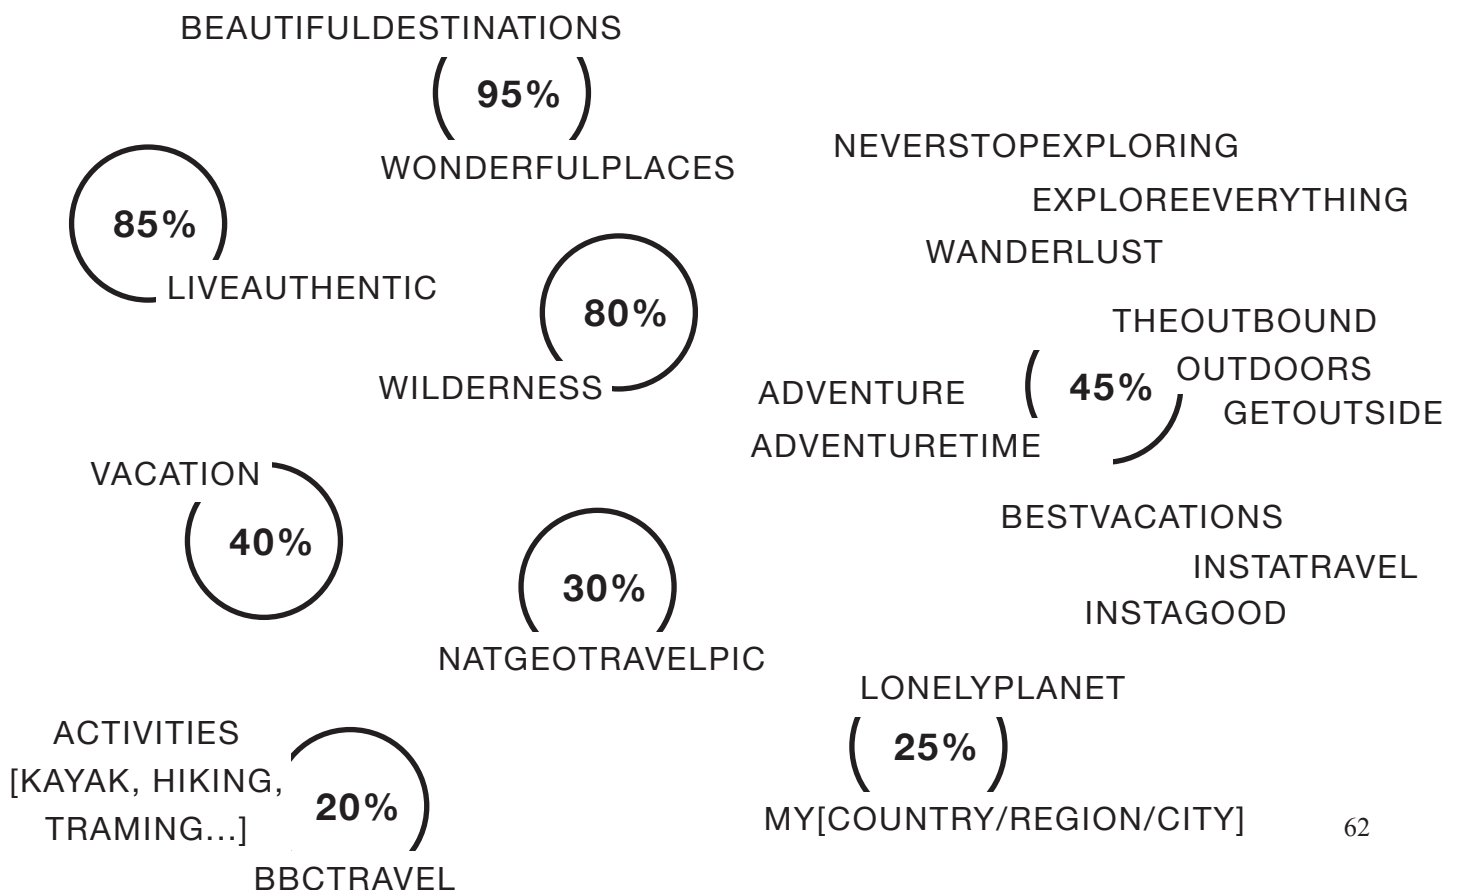 BEAUTIFULDESTINATIONS
95%
WONDERFULPLACES
NEVERSTOPEXPLORING
EXPLOREEVERYTHING
WANDERLUST
85%
LIVEAUTHENTIC
80%
WILDERNESS
THEOUTBOUND
OUTDOORS
45%
GETOUTSIDE
ADVENTURE
ADVENTURETIME
VACATION
40%
BESTVACATIONS
INSTATRAVEL
INSTAGOOD
30%
NATGEOTRAVELPIC
LONELYPLANET
25%
MY[COUNTRY/REGION/CITY]
ACTIVITIES
[KAYAK, HIKING,
TRAMING...]
20%
BBCTRAVEL
62